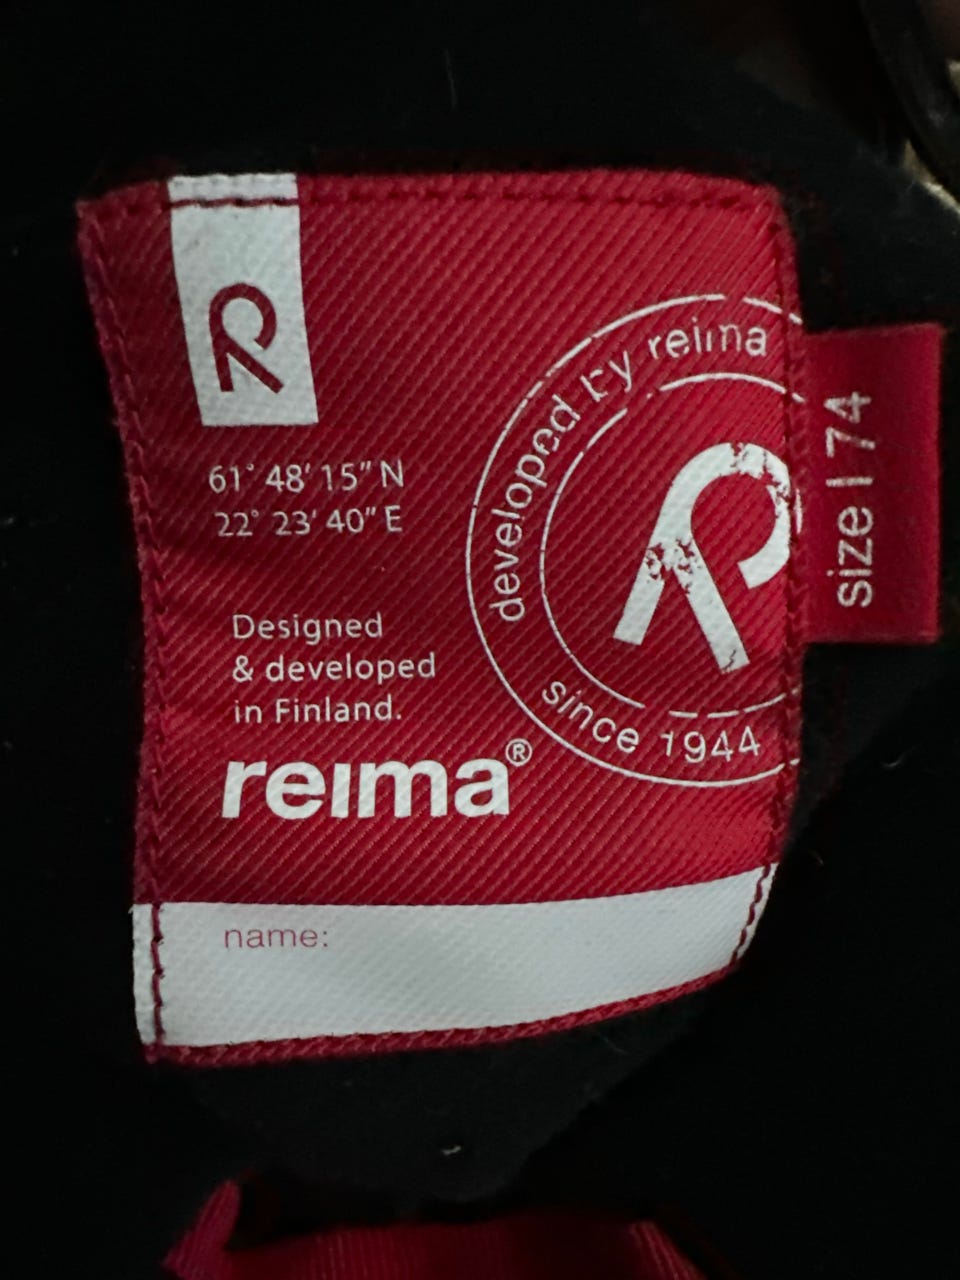 61° 48' 15" N
22° 23' 40" E
Designed
& developed
in Finland.
reima®
developed by reima
since 1944
size | 74
name: